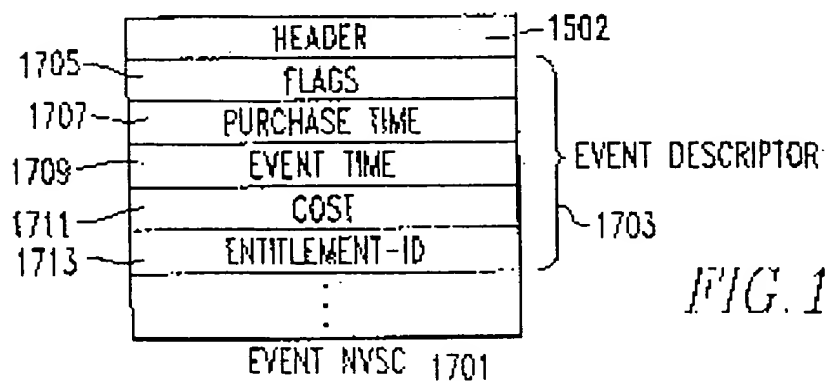 HEADER 1502
1705 FLAGS
1707 PURCHASE TIME
1709 EVENT TIME EVENT DESCRIPTOR
1711 COST 1703
1713 ENTITLEMENT-ID
FIG. 1
EVENT NVSC 1701